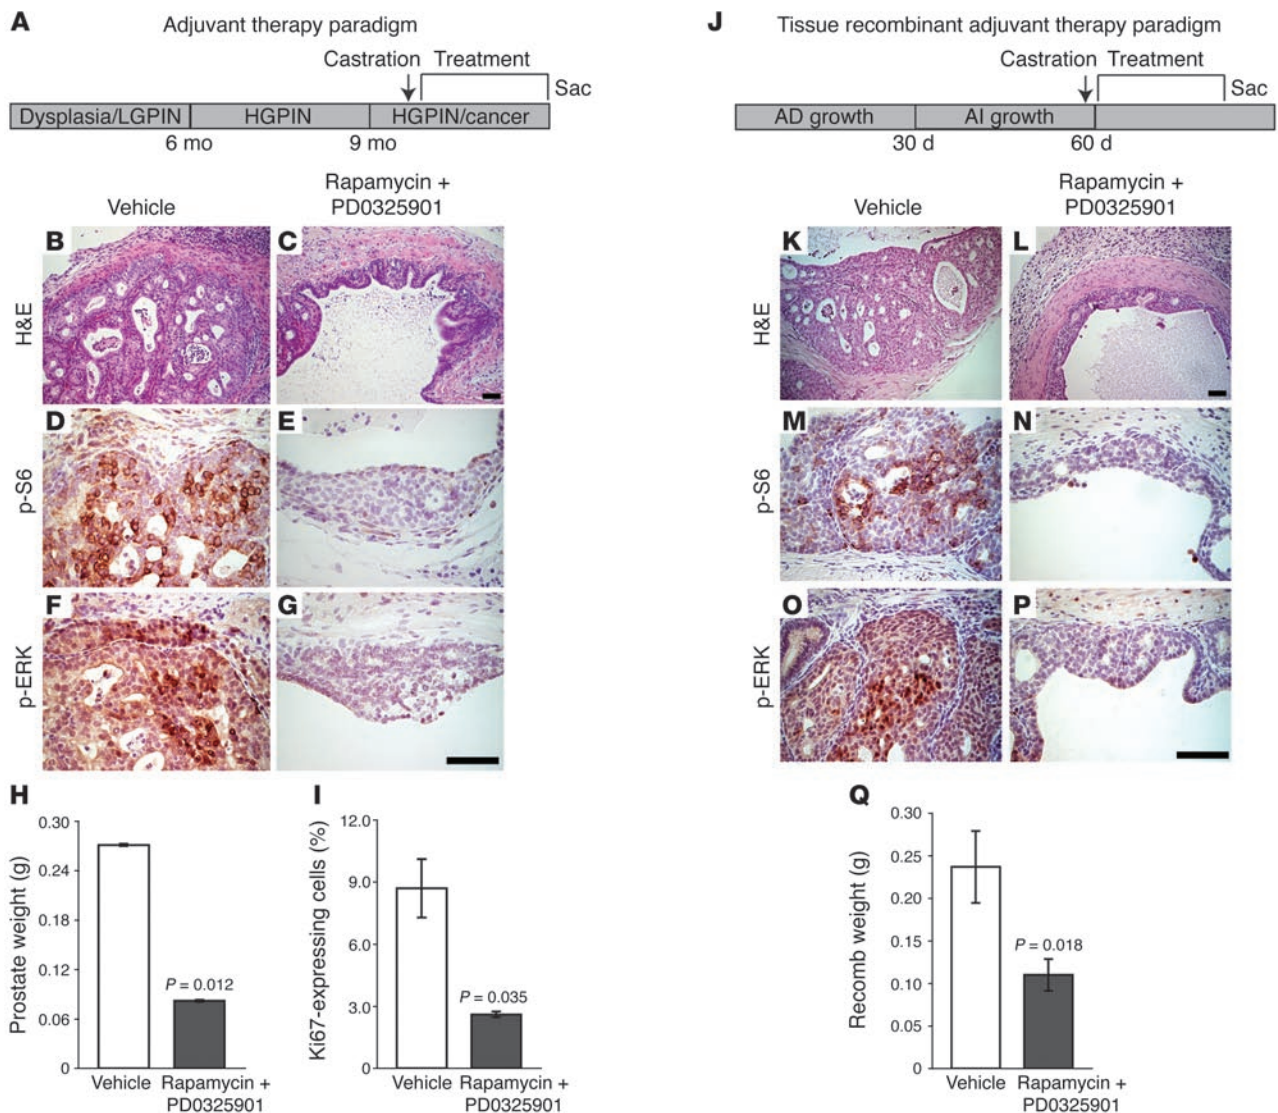 A
Adjuvant therapy paradigm
Castration
Treatment
Sac
Dysplasia/LGPIN
HGPIN
HGPIN/cancer
6 mo
9 mo
Vehicle
Rapamycin +
PD0325901
H&E
B
C
p-S6
D
E
p-ERK
F
G
H
Prostate weight (g)
0.30
0.24
0.18
0.12
0.06
0
P = 0.012
Vehicle
Rapamycin +
PD0325901
I
Ki67-expressing cells (%)
12.0
9.0
6.0
3.0
0
P = 0.035
Vehicle
Rapamycin +
PD0325901
J
Tissue recombinant adjuvant therapy paradigm
Castration
Treatment
Sac
AD growth
AI growth
30 d
60 d
Vehicle
Rapamycin +
PD0325901
H&E
K
L
p-S6
M
N
p-ERK
O
P
Q
Recomb weight (g)
0.30
0.25
0.20
0.15
0.10
0.05
0
P = 0.018
Vehicle
Rapamycin +
PD0325901